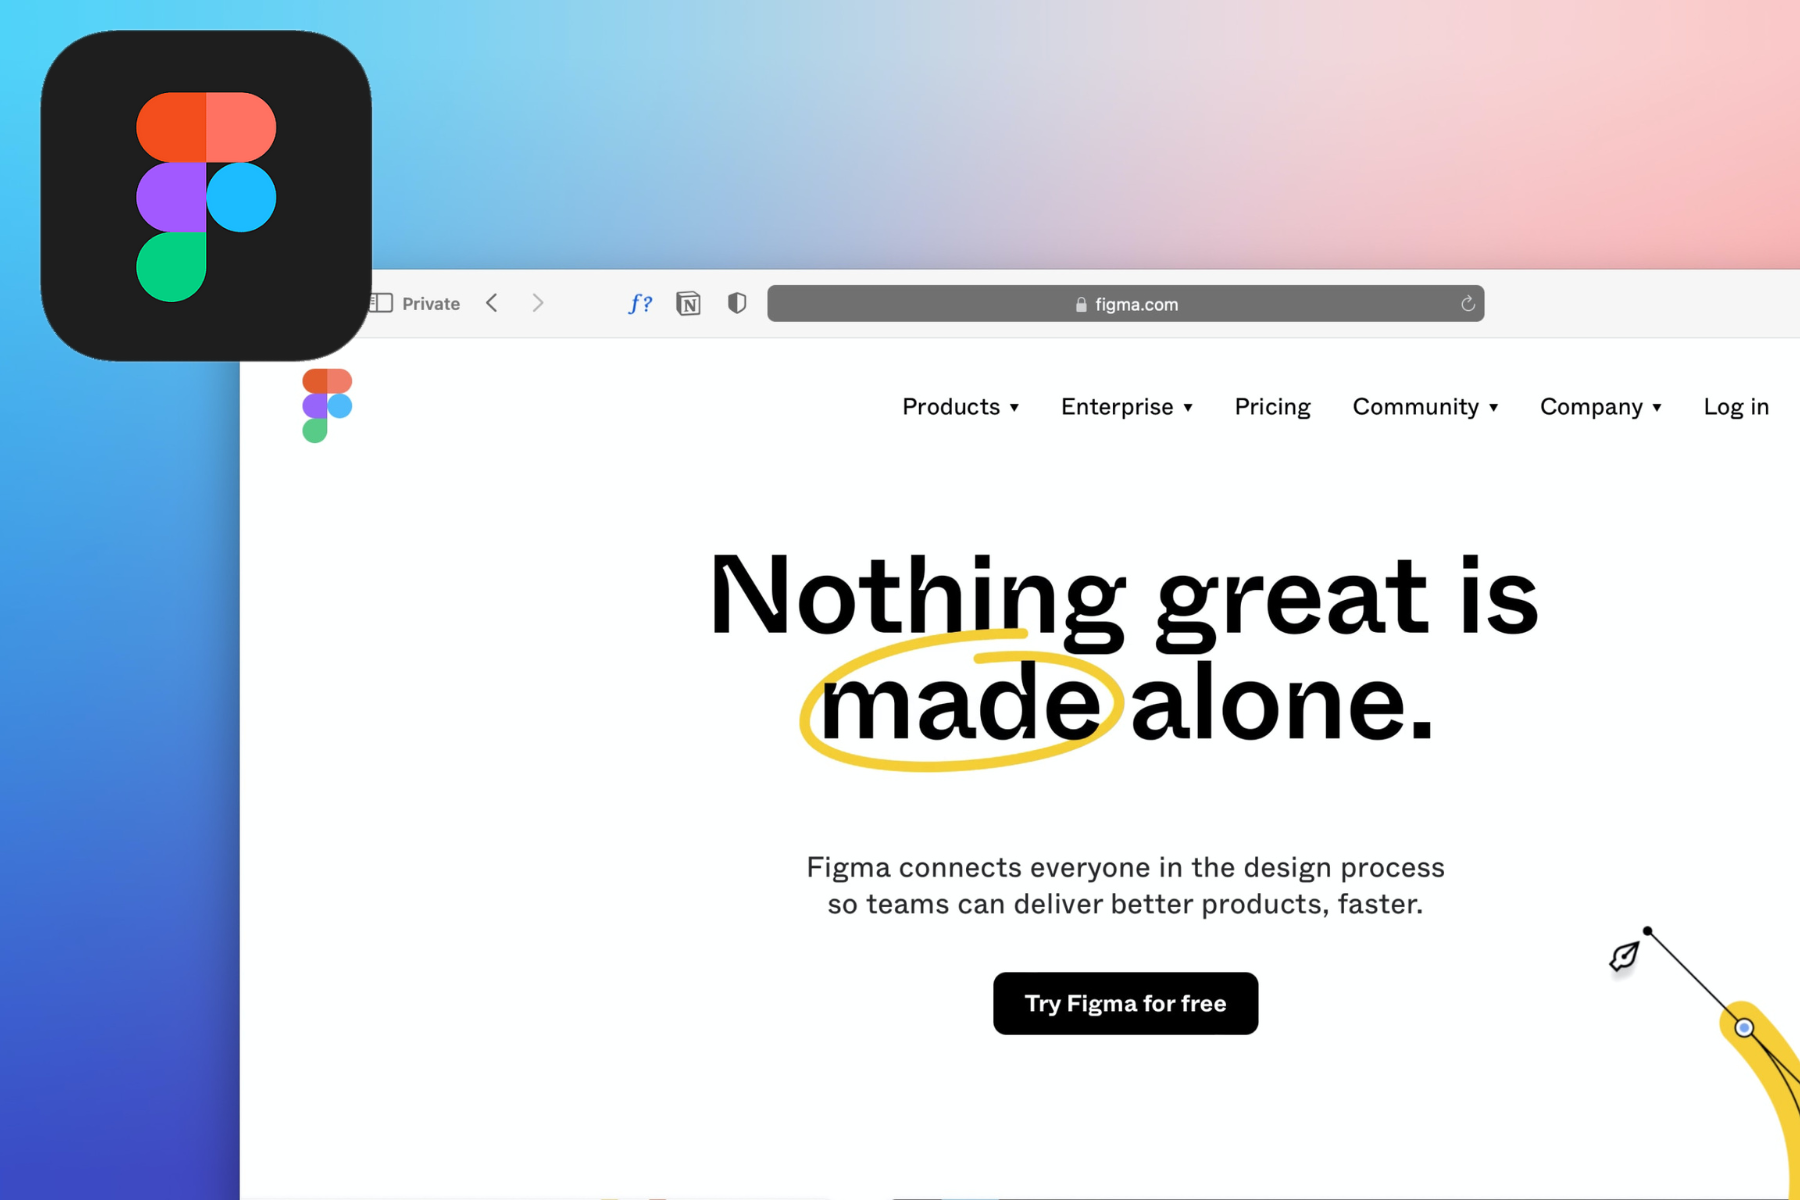 Private
f?
N
figma.com
Products ▾ Enterprise ▾ Pricing Community ▾ Company ▾ Log in
Nothing great is
made alone.
Figma connects everyone in the design process
so teams can deliver better products, faster.
Try Figma for free